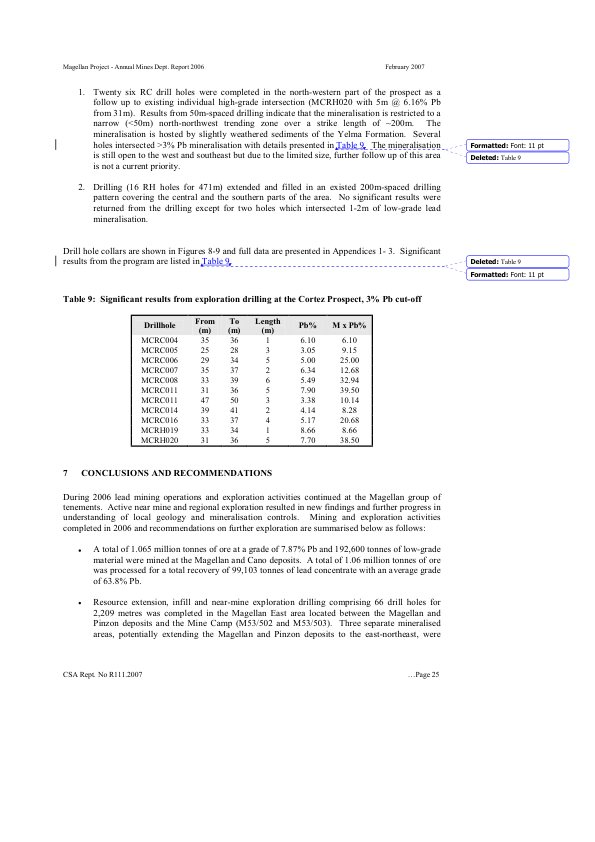 Magellan Project - Annual Mines Dept. Report 2006 February 2007
1. Twenty six RC drill holes were completed in the north-western part of the prospect as a
follow up to existing individual high-grade intersection (MCRH020 with 5m @ 6.16% Pb
from 31m). Results from 50m-spaced drilling indicate that the mineralisation is restricted to a
narrow (<50m) north-northwest trending zone over a strike length of ~200m. The
mineralisation is hosted by slightly weathered sediments of the Yelma Formation. Several
holes intersected >3% Pb mineralisation with details presented in Table 9. The mineralisation
is still open to the west and southeast but due to the limited size, further follow up of this area
is not a current priority.
Formatted: Font: 11 pt
Deleted: Table 9
2. Drilling (16 RH holes for 471m) extended and filled in an existed 200m-spaced drilling
pattern covering the central and the southern parts of the area. No significant results were
returned from the drilling except for two holes which intersected 1-2m of low-grade lead
mineralisation.
Drill hole collars are shown in Figures 8-9 and full data are presented in Appendices 1- 3. Significant
results from the program are listed in Table 9.
Deleted: Table 9
Formatted: Font: 11 pt
Table 9: Significant results from exploration drilling at the Cortez Prospect, 3% Pb cut-off
Drillhole From (m) To (m) Length (m) Pb% M x Pb%
MCRC004 35 36 1 6.10 6.10
MCRC005 25 28 3 3.05 9.15
MCRC006 29 34 5 5.00 25.00
MCRC007 35 37 2 6.34 12.68
MCRC008 33 39 6 5.49 32.94
MCRC011 31 36 5 7.90 39.50
MCRC011 47 50 3 3.38 10.14
MCRC014 39 41 2 4.14 8.28
MCRC016 33 37 4 5.17 20.68
MCRH019 33 34 1 8.66 8.66
MCRH020 31 36 5 7.70 38.50
7 CONCLUSIONS AND RECOMMENDATIONS
During 2006 lead mining operations and exploration activities continued at the Magellan group of
tenements. Active near mine and regional exploration resulted in new findings and further progress in
understanding of local geology and mineralisation controls. Mining and exploration activities
completed in 2006 and recommendations on further exploration are summarised below as follows:
• A total of 1.065 million tonnes of ore at a grade of 7.87% Pb and 192,600 tonnes of low-grade
material were mined at the Magellan and Cano deposits. A total of 1.06 million tonnes of ore
was processed for a total recovery of 99,103 tonnes of lead concentrate with an average grade
of 63.8% Pb.
• Resource extension, infill and near-mine exploration drilling comprising 66 drill holes for
2,209 metres was completed in the Magellan East area located between the Magellan and
Pinzon deposits and the Mine Camp (M53/502 and M53/503). Three separate mineralised
areas, potentially extending the Magellan and Pinzon deposits to the east-northeast, were
CSA Rept. No R111.2007 …Page 25